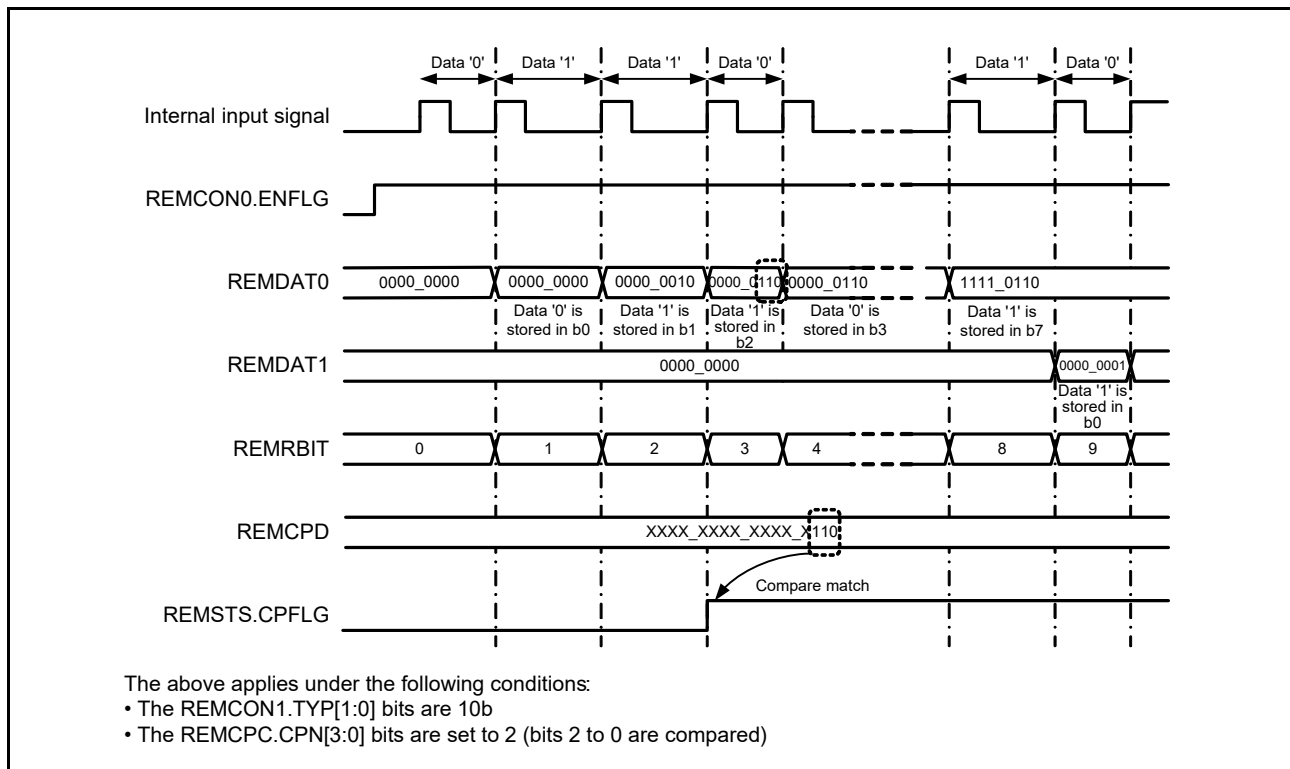 Data '0' Data '1' Data '1' Data '0' Data '1' Data '0'
Internal input signal
REMCON0.ENFLG
REMDAT0 0000_0000 0000_0000 0000_0010 0000_0110 0000_0110 1111_0110
Data '0' is stored in b0
Data '1' is stored in b1
Data '1' is stored in b2
Data '0' is stored in b3
Data '1' is stored in b7
REMDAT1 0000_0000 0000_0001
Data '1' is stored in b0
REMRBIT 0 1 2 3 4 8 9
REMCPD XXXX_XXXX_XXXX_X110
Compare match
REMSTS.CPFLG
The above applies under the following conditions:
• The REMCON1.TYP[1:0] bits are 10b
• The REMCPC.CPN[3:0] bits are set to 2 (bits 2 to 0 are compared)